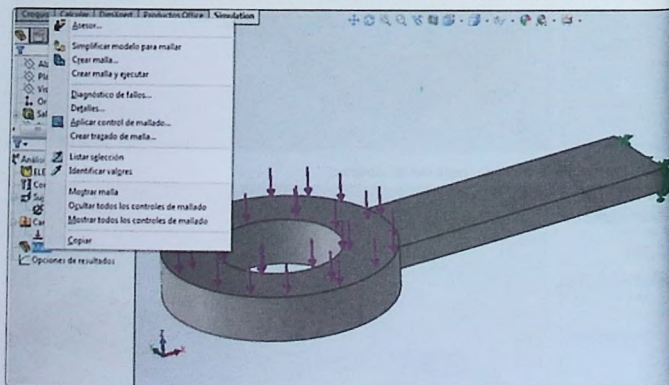 Croquis Calcular DimXpert Productos Office Simulation
Asesor...
Simplificar modelo para mallar
Crear malla...
Crear malla y ejecutar
Diagnóstico de fallos...
Detalles...
Aplicar control de mallado...
Crear trazado de malla...
Listar selección
Identificar valores
Mostrar malla
Ocultar todos los controles de mallado
Mostrar todos los controles de mallado
Copiar
Opciones de resultados